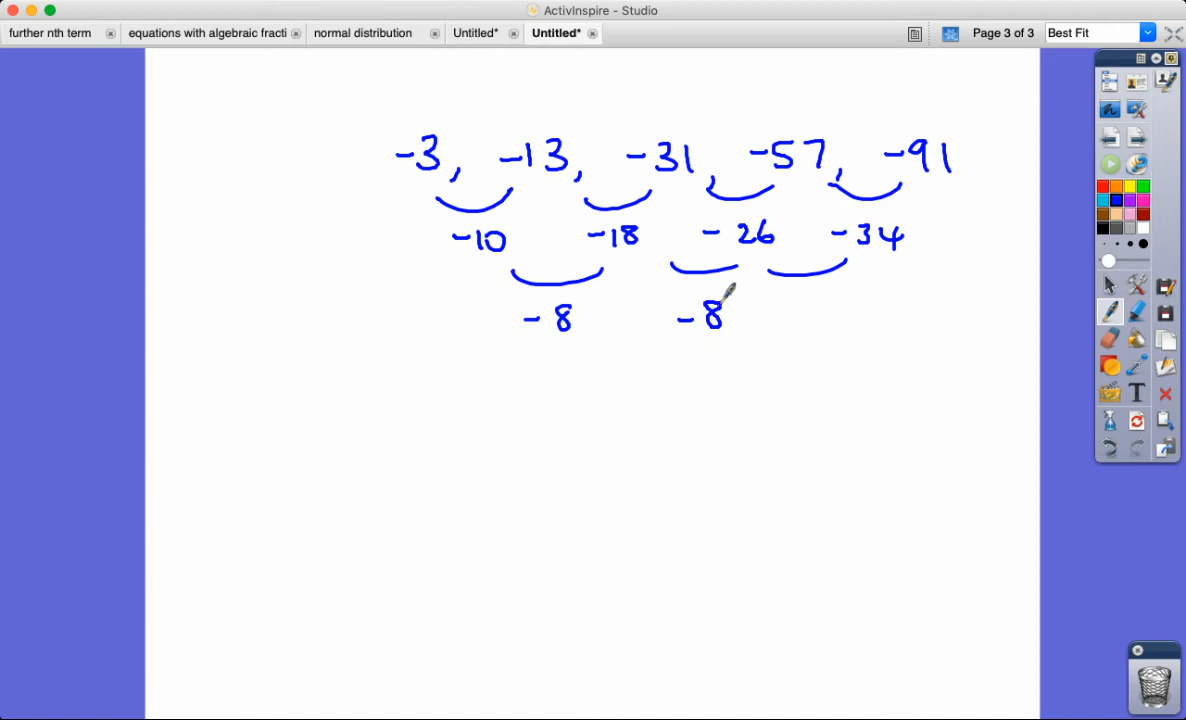 ActivInspire - Studio
further nth term equations with algebraic fracti normal distribution Untitled* Untitled* Page 3 of 3 Best Fit
-3, -13, -31, -57, -91
-10 -18 -26 -34
-8 -8
T